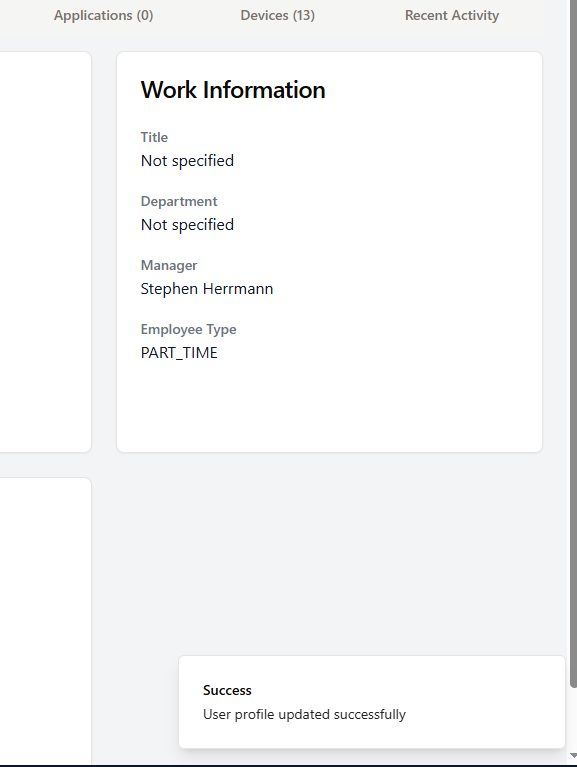 Applications (0) Devices (13) Recent Activity
Work Information
Title
Not specified
Department
Not specified
Manager
Stephen Herrmann
Employee Type
PART_TIME
Success
User profile updated successfully